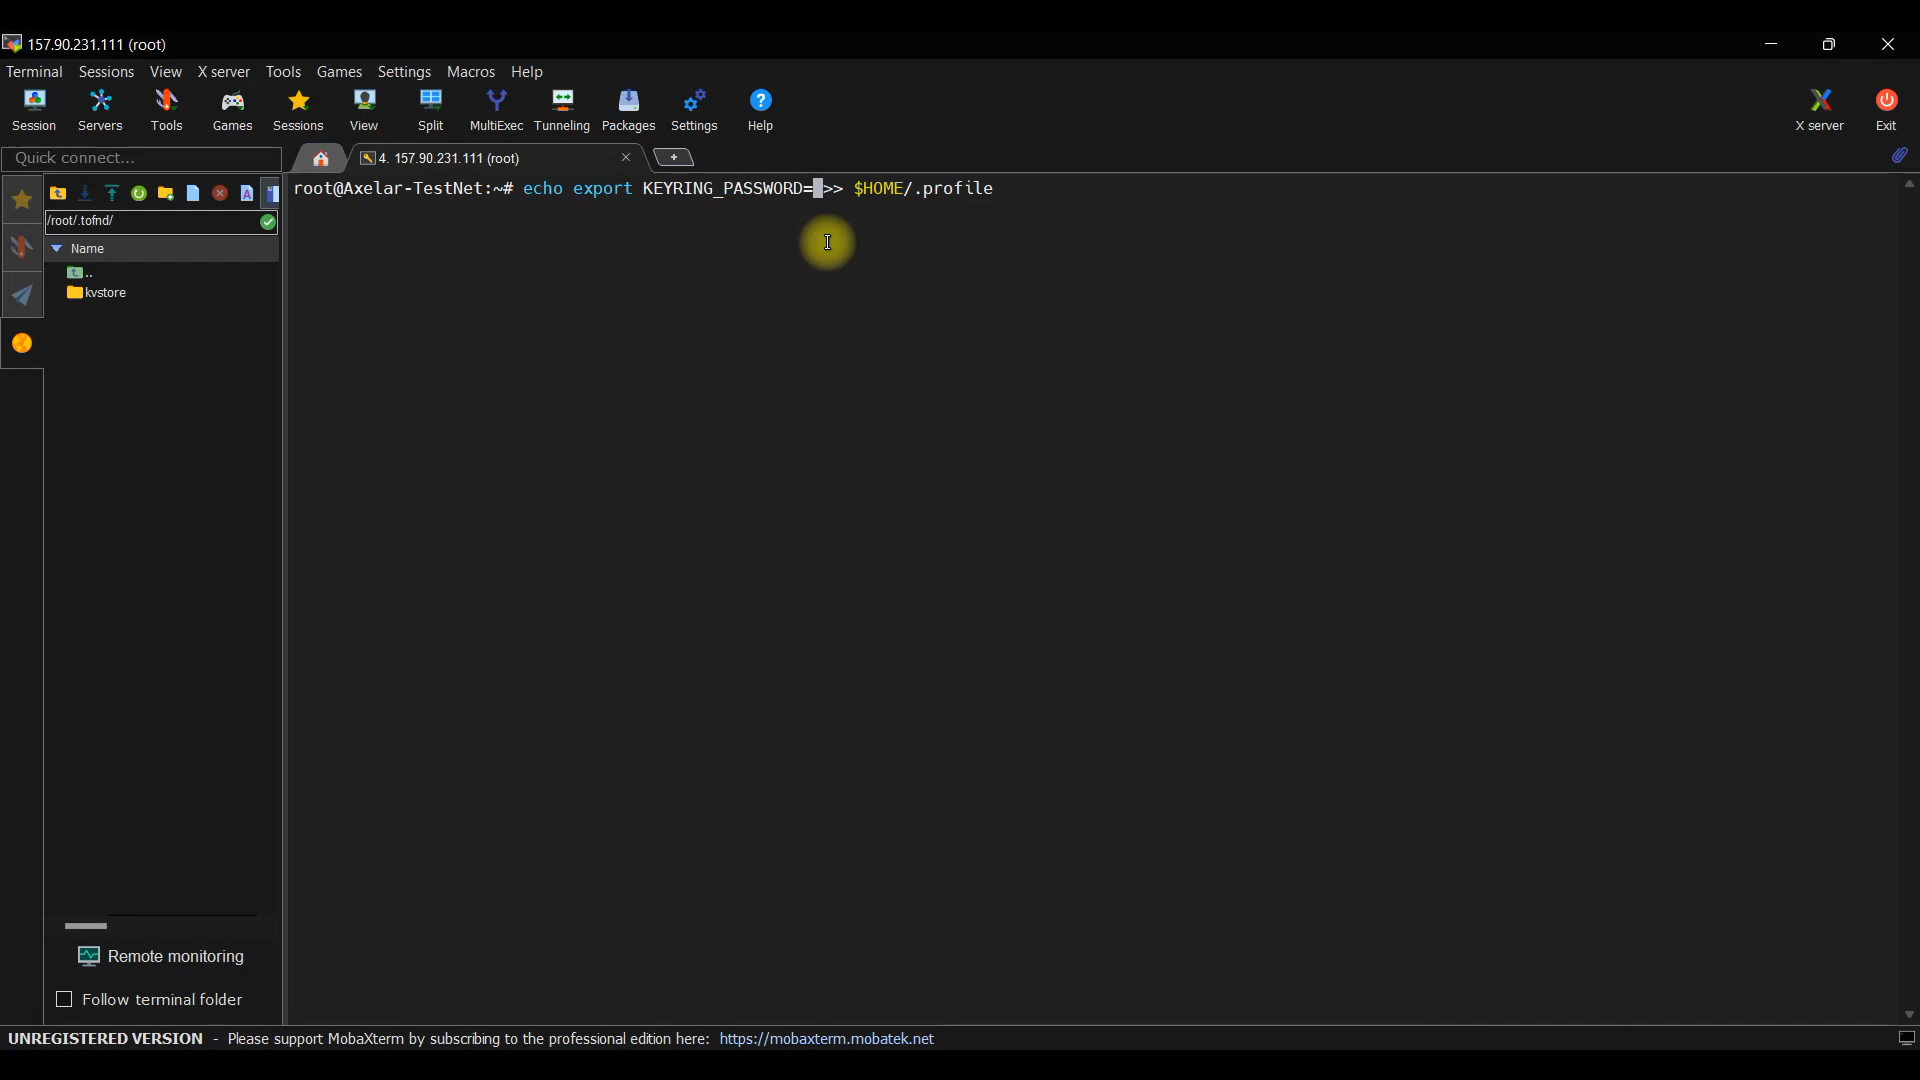 157.90.231.111 (root)
Terminal Sessions View X server Tools Games Settings Macros Help
Session Servers Tools Games Sessions View Split MultiExec Tunneling Packages Settings Help X server Exit
Quick connect...
4. 157.90.231.111 (root)
root@Axelar-TestNet:~# echo export KEYRING_PASSWORD= >> $HOME/.profile
/root/.tofnd/
Name
..
kvstore
Remote monitoring
Follow terminal folder
UNREGISTERED VERSION - Please support MobaXterm by subscribing to the professional edition here: https://mobaxterm.mobatek.net